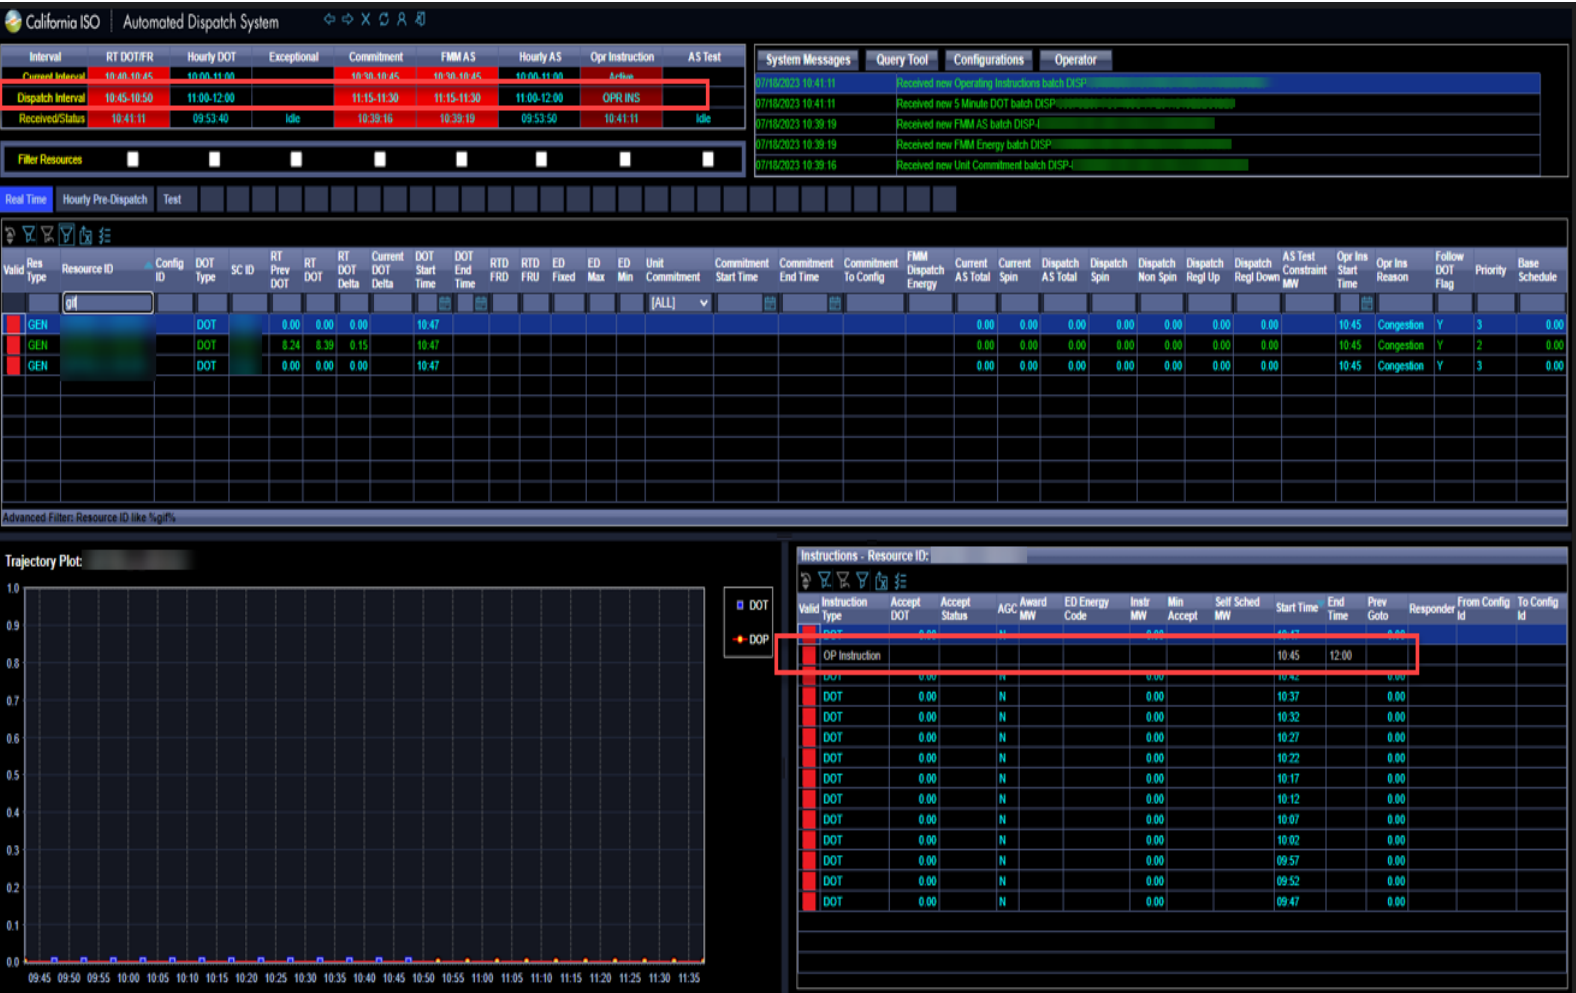 California ISO | Automated Dispatch System
Interval RT DOT/FR Hourly DOT Exceptional Commitment FMM AS Hourly AS Opr Instruction AS Test
Current Interval 10:40-10:45 10:00-11:00 10:30-10:45 10:30-10:45 10:00-11:00 Active
Dispatch Interval 10:45-10:50 11:00-12:00 11:15-11:30 11:15-11:30 11:00-12:00 OPR INS
Received/Status 10:41:11 09:53:40 Idle 10:39:16 10:39:19 09:53:50 10:41:11 Idle
Filter Resources
System Messages Query Tool Configurations Operator
07/18/2023 10:41:11 Received new Operating Instructions batch DISP
07/18/2023 10:41:11 Received new 5 Minute DOT batch DISP
07/18/2023 10:39:19 Received new FMM AS batch DISP-
07/18/2023 10:39:19 Received new FMM Energy batch DISP
07/18/2023 10:39:16 Received new Unit Commitment batch DISP-
Real Time Hourly Pre-Dispatch Test
Valid Res Type Resource ID Config ID DOT Type SC ID RT Prev DOT RT DOT RT DOT Delta Current DOT Delta DOT Start Time DOT End Time RTD FRD RTD FRU ED Fixed ED Max ED Min Unit Commitment Commitment Start Time Commitment End Time Commitment To Config FMM Dispatch Energy Current AS Total Current Spin Dispatch AS Total Dispatch Spin Dispatch Non Spin Dispatch Regl Up Dispatch Regl Down AS Test Constraint MW Opr Ins Start Time Opr Ins Reason Follow DOT Flag Priority Base Schedule
gif [ALL]
GEN DOT 0.00 0.00 0.00 10:47 0.00 0.00 0.00 0.00 0.00 0.00 0.00 10:45 Congestion Y 3 0.00
GEN DOT 8.24 8.39 0.15 10:47 0.00 0.00 0.00 0.00 0.00 0.00 0.00 10:45 Congestion Y 2 0.00
GEN DOT 0.00 0.00 0.00 10:47 0.00 0.00 0.00 0.00 0.00 0.00 0.00 10:45 Congestion Y 3 0.00
Advanced Filter: Resource ID like %gif%
Trajectory Plot:
1.0
0.9
0.8
0.7
0.6
0.5
0.4
0.3
0.2
0.1
0.0
09:45 09:50 09:55 10:00 10:05 10:10 10:15 10:20 10:25 10:30 10:35 10:40 10:45 10:50 10:55 11:00 11:05 11:10 11:15 11:20 11:25 11:30 11:35
DOT
DOP
Instructions - Resource ID:
Valid Instruction Type Accept DOT Accept Status AGC Award MW ED Energy Code Instr MW Min Accept Self Sched MW Start Time End Time Prev Goto Responder From Config Id To Config Id
DOT 0.00 N 0.00 10:47 0.00
OP Instruction 10:45 12:00
DOT 0.00 N 0.00 10:42 0.00
DOT 0.00 N 0.00 10:37 0.00
DOT 0.00 N 0.00 10:32 0.00
DOT 0.00 N 0.00 10:27 0.00
DOT 0.00 N 0.00 10:22 0.00
DOT 0.00 N 0.00 10:17 0.00
DOT 0.00 N 0.00 10:12 0.00
DOT 0.00 N 0.00 10:07 0.00
DOT 0.00 N 0.00 10:02 0.00
DOT 0.00 N 0.00 09:57 0.00
DOT 0.00 N 0.00 09:52 0.00
DOT 0.00 N 0.00 09:47 0.00